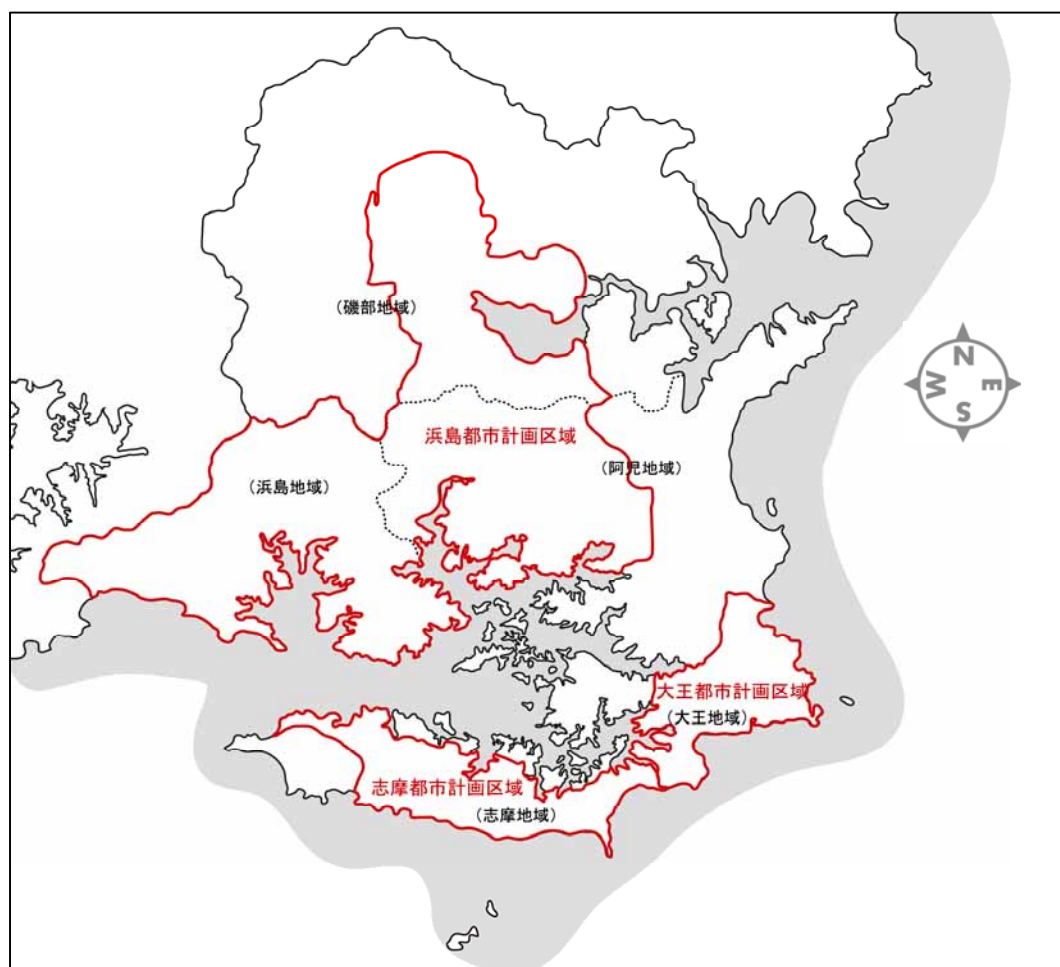 (磯部地域)
N
W
E
S
浜島都市計画区域
(阿児地域)
(浜島地域)
大王都市計画区域
(大王地域)
志摩都市計画区域
(志摩地域)